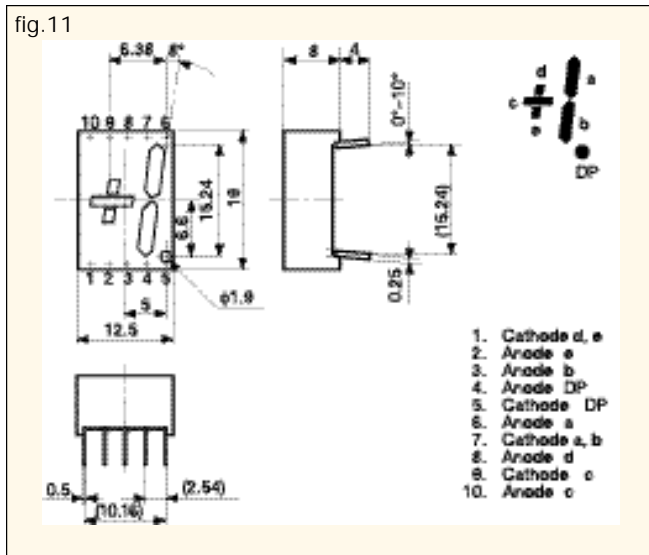 fig.11
6.38
8°
8
4
10 9 8 7 6
0°-10°
d
a
c
b
e
DP
15.24
19
6.6
(15.24)
1 2 3 4 5
0.25
5
ϕ1.9
12.5
1. Cathode d, e
2. Anode e
3. Anode b
4. Anode DP
5. Cathode DP
6. Anode a
7. Cathode a, b
8. Anode d
9. Cathode c
10. Anode c
0.5
(2.54)
(10.16)